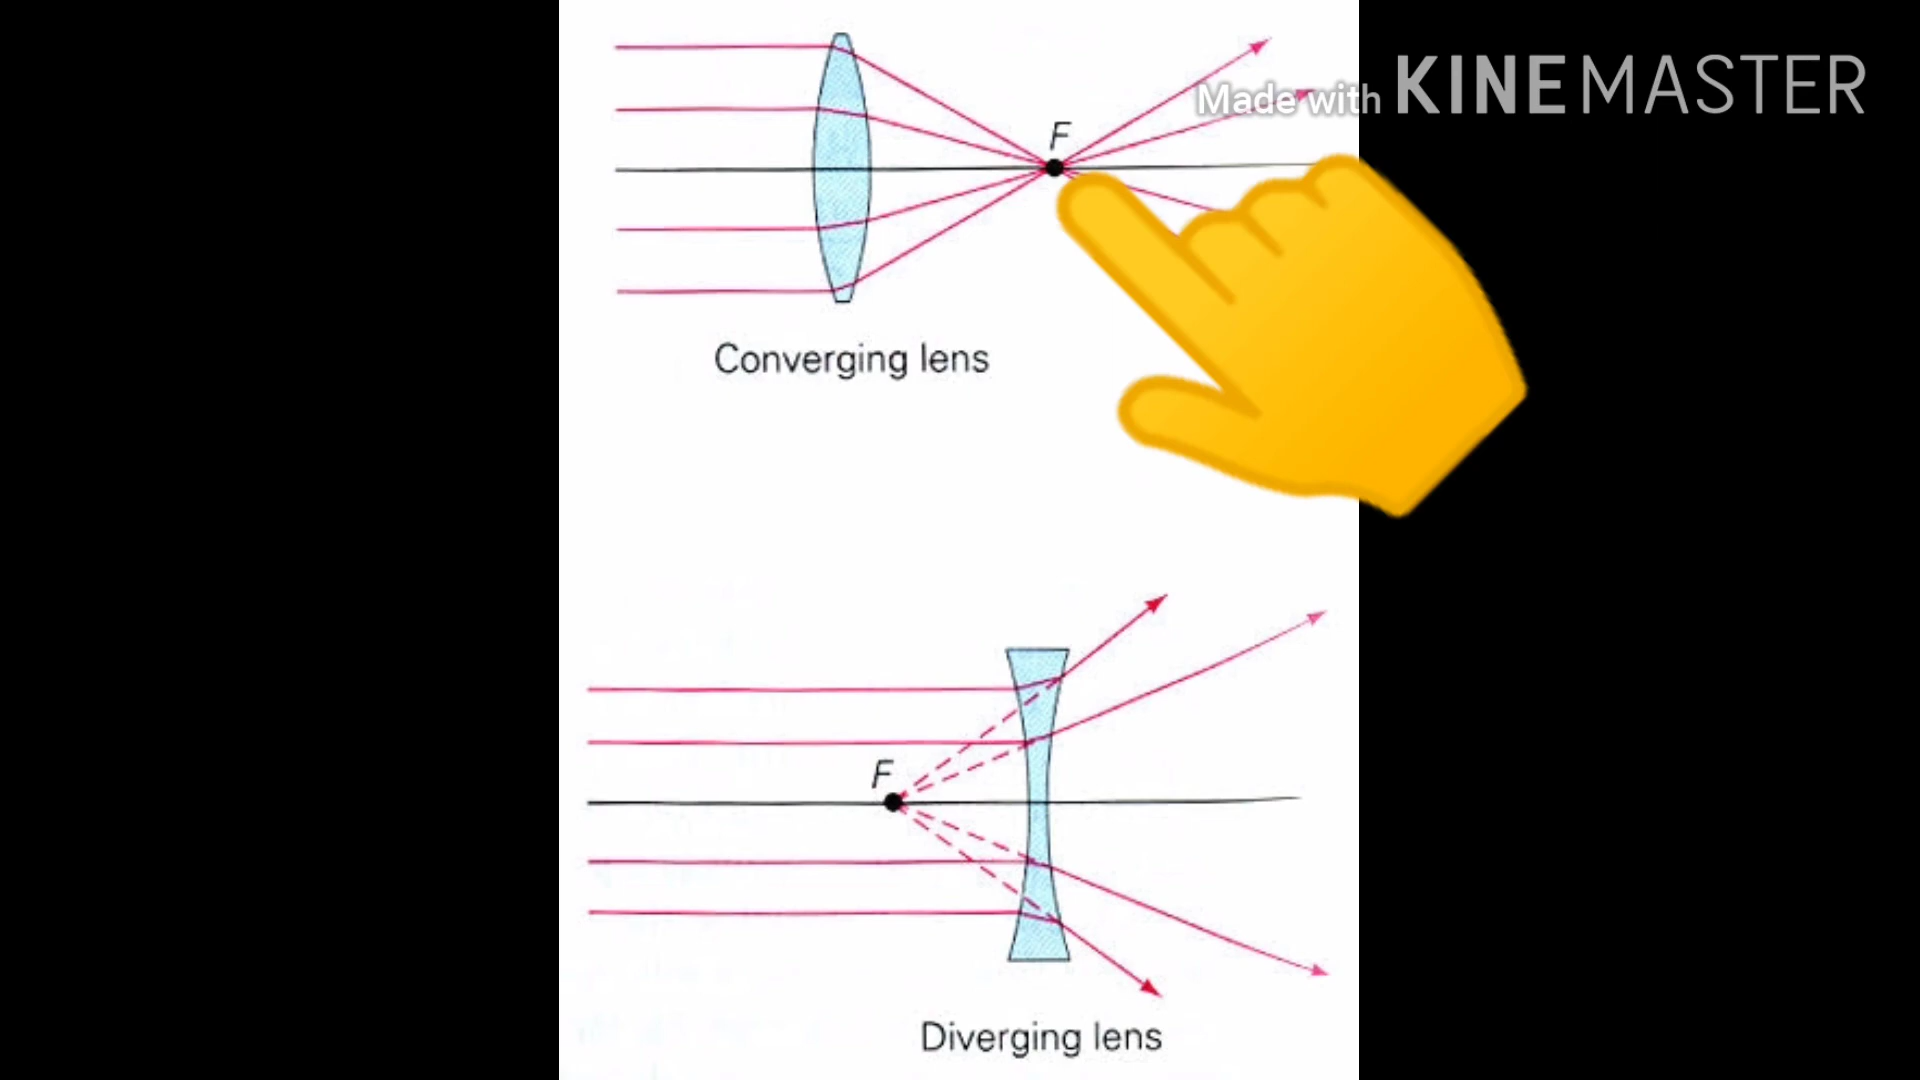 Made with KINEMASTER
F
Converging lens
F
Diverging lens